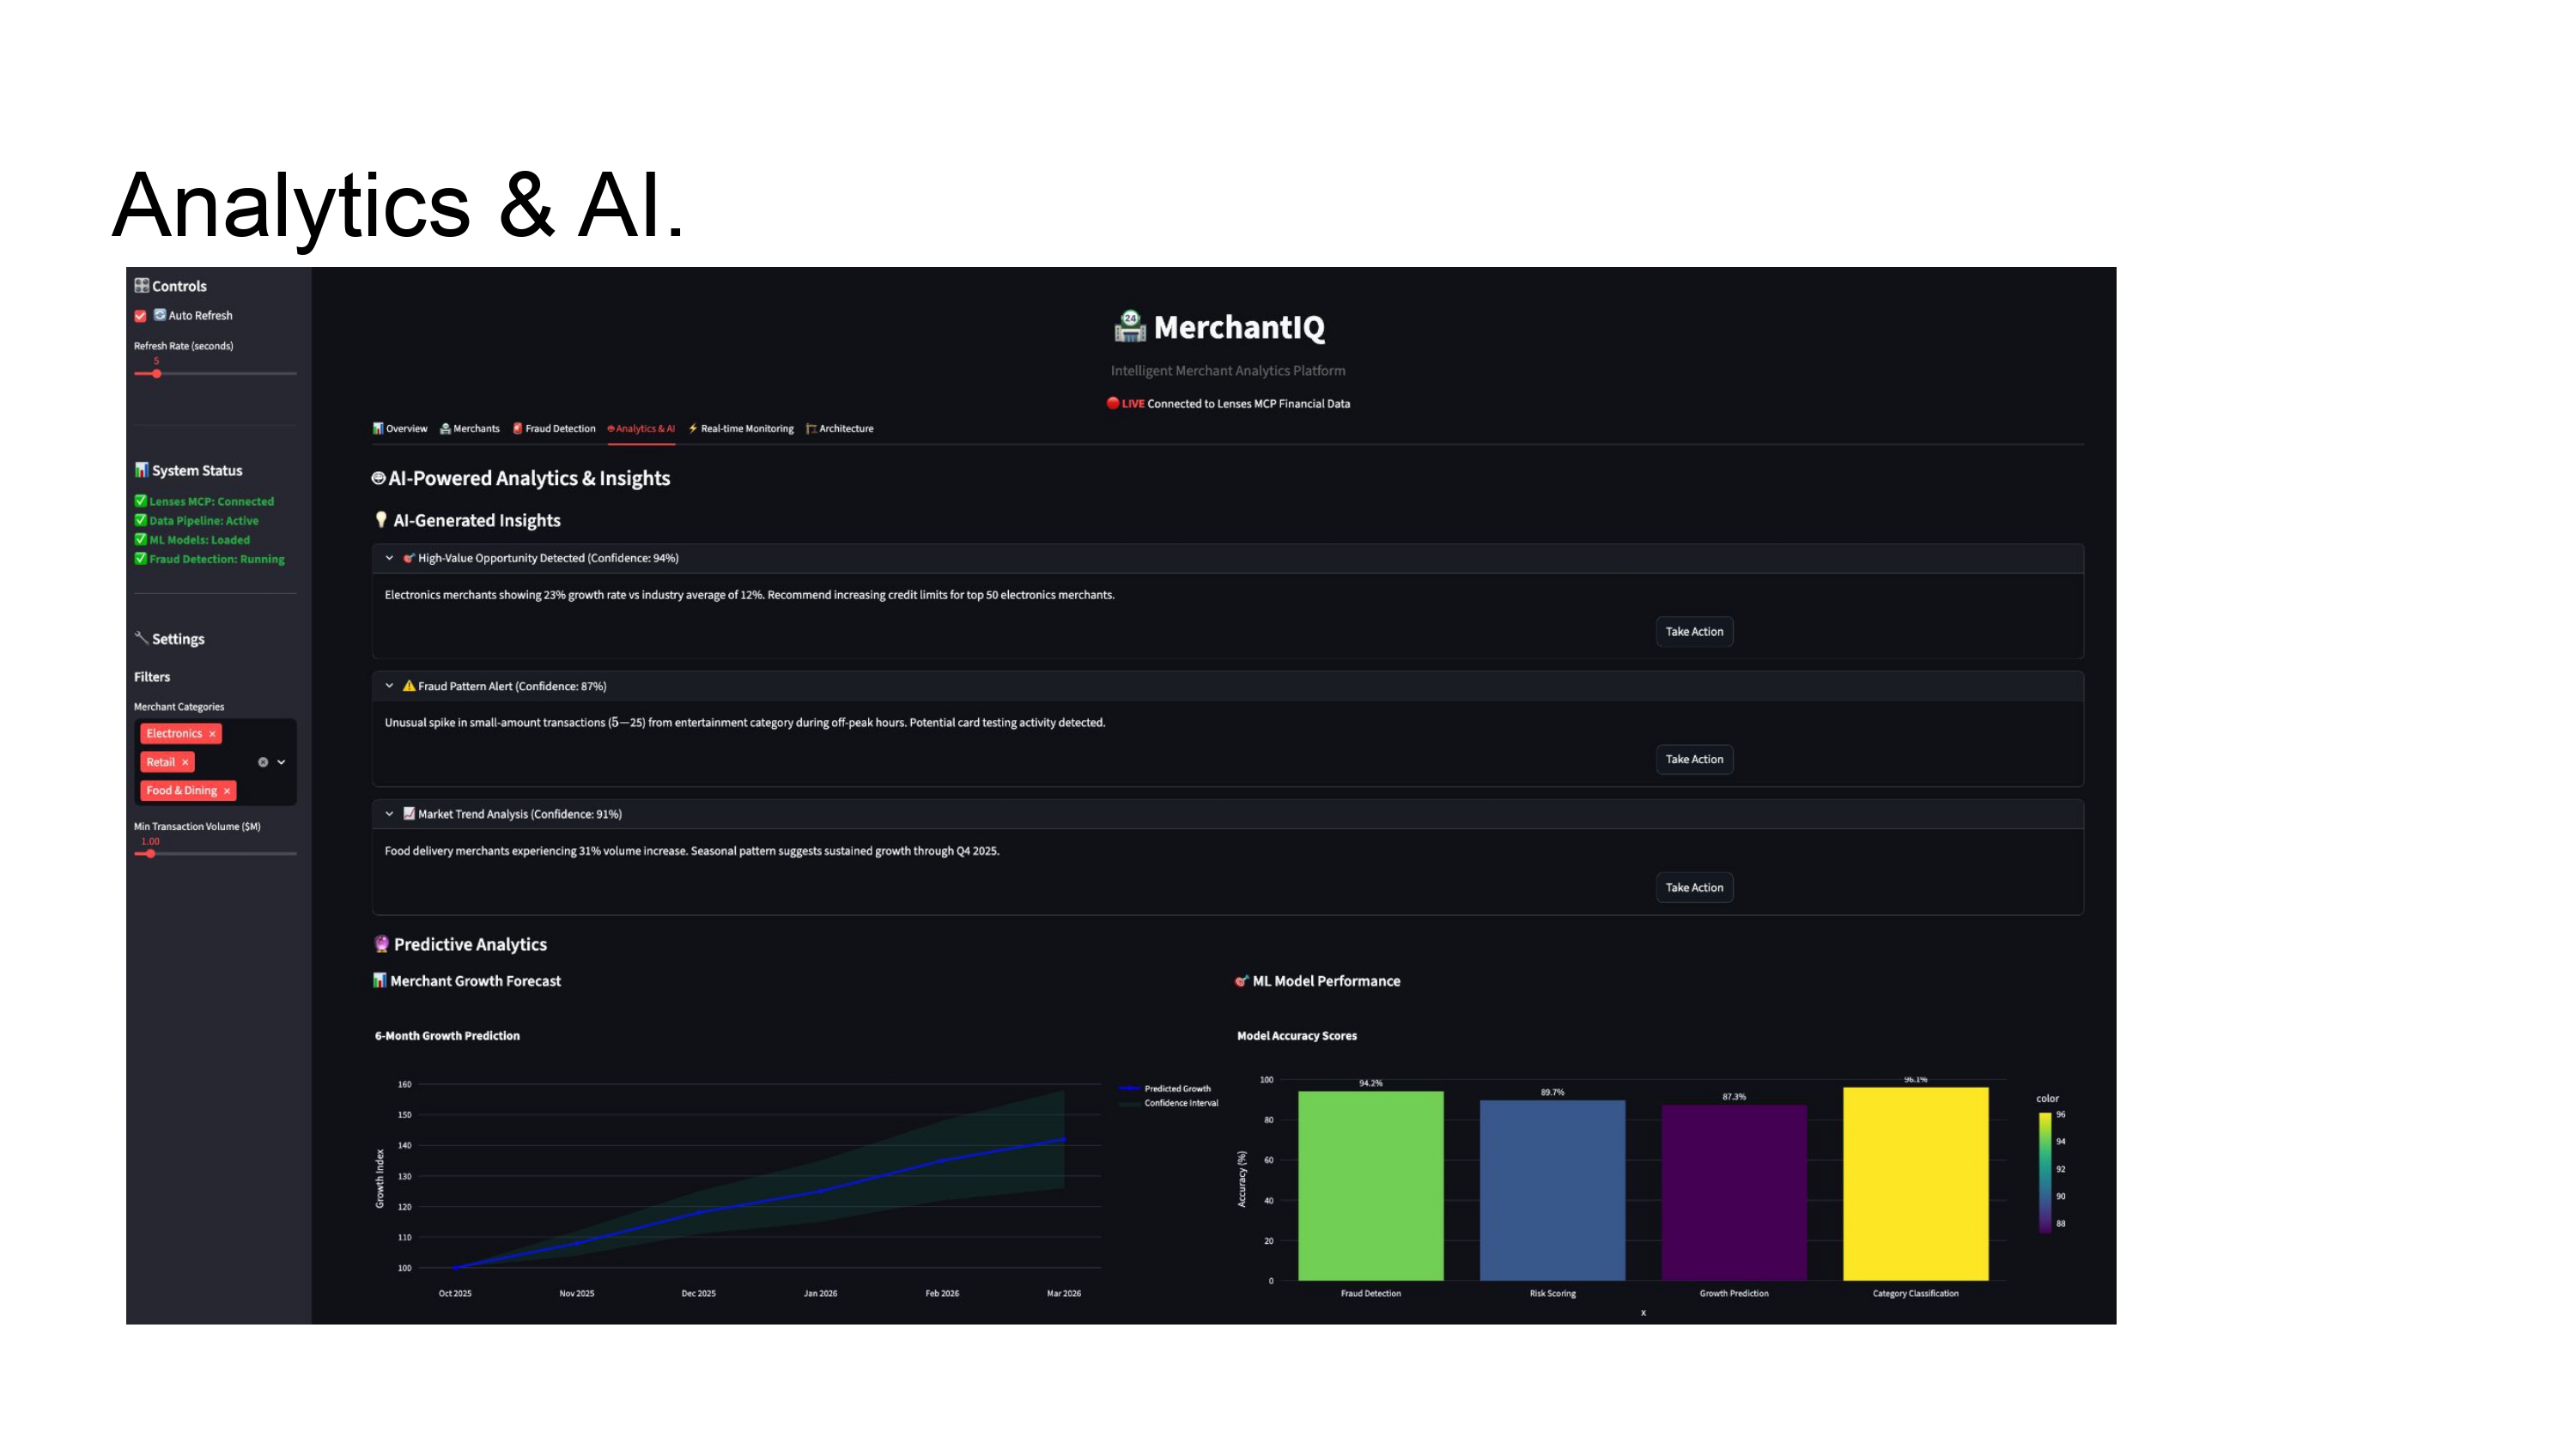 Analytics & AI.
Controls
Auto Refresh
Refresh Rate (seconds)
5
System Status
Lenses MCP: Connected
Data Pipeline: Active
ML Models: Loaded
Fraud Detection: Running
Settings
Filters
Merchant Categories
Electronics ×
Retail ×
Food & Dining ×
Min Transaction Volume ($M)
1.00
24
MerchantIQ
Intelligent Merchant Analytics Platform
LIVE Connected to Lenses MCP Financial Data
Overview Merchants Fraud Detection Analytics & AI Real-time Monitoring Architecture
AI-Powered Analytics & Insights
AI-Generated Insights
High-Value Opportunity Detected (Confidence: 94%)
Electronics merchants showing 23% growth rate vs industry average of 12%. Recommend increasing credit limits for top 50 electronics merchants.
Take Action
Fraud Pattern Alert (Confidence: 87%)
Unusual spike in small-amount transactions (5—25) from entertainment category during off-peak hours. Potential card testing activity detected.
Take Action
Market Trend Analysis (Confidence: 91%)
Food delivery merchants experiencing 31% volume increase. Seasonal pattern suggests sustained growth through Q4 2025.
Take Action
Predictive Analytics
Merchant Growth Forecast
6-Month Growth Prediction
160
150
140
130
120
110
100
Growth Index
Oct 2025 Nov 2025 Dec 2025 Jan 2026 Feb 2026 Mar 2026
Predicted Growth
Confidence Interval
ML Model Performance
Model Accuracy Scores
100
80
60
40
20
0
Accuracy (%)
94.2% 89.7% 87.3% 96.1%
Fraud Detection Risk Scoring Growth Prediction Category Classification
x
color
96
94
92
90
88